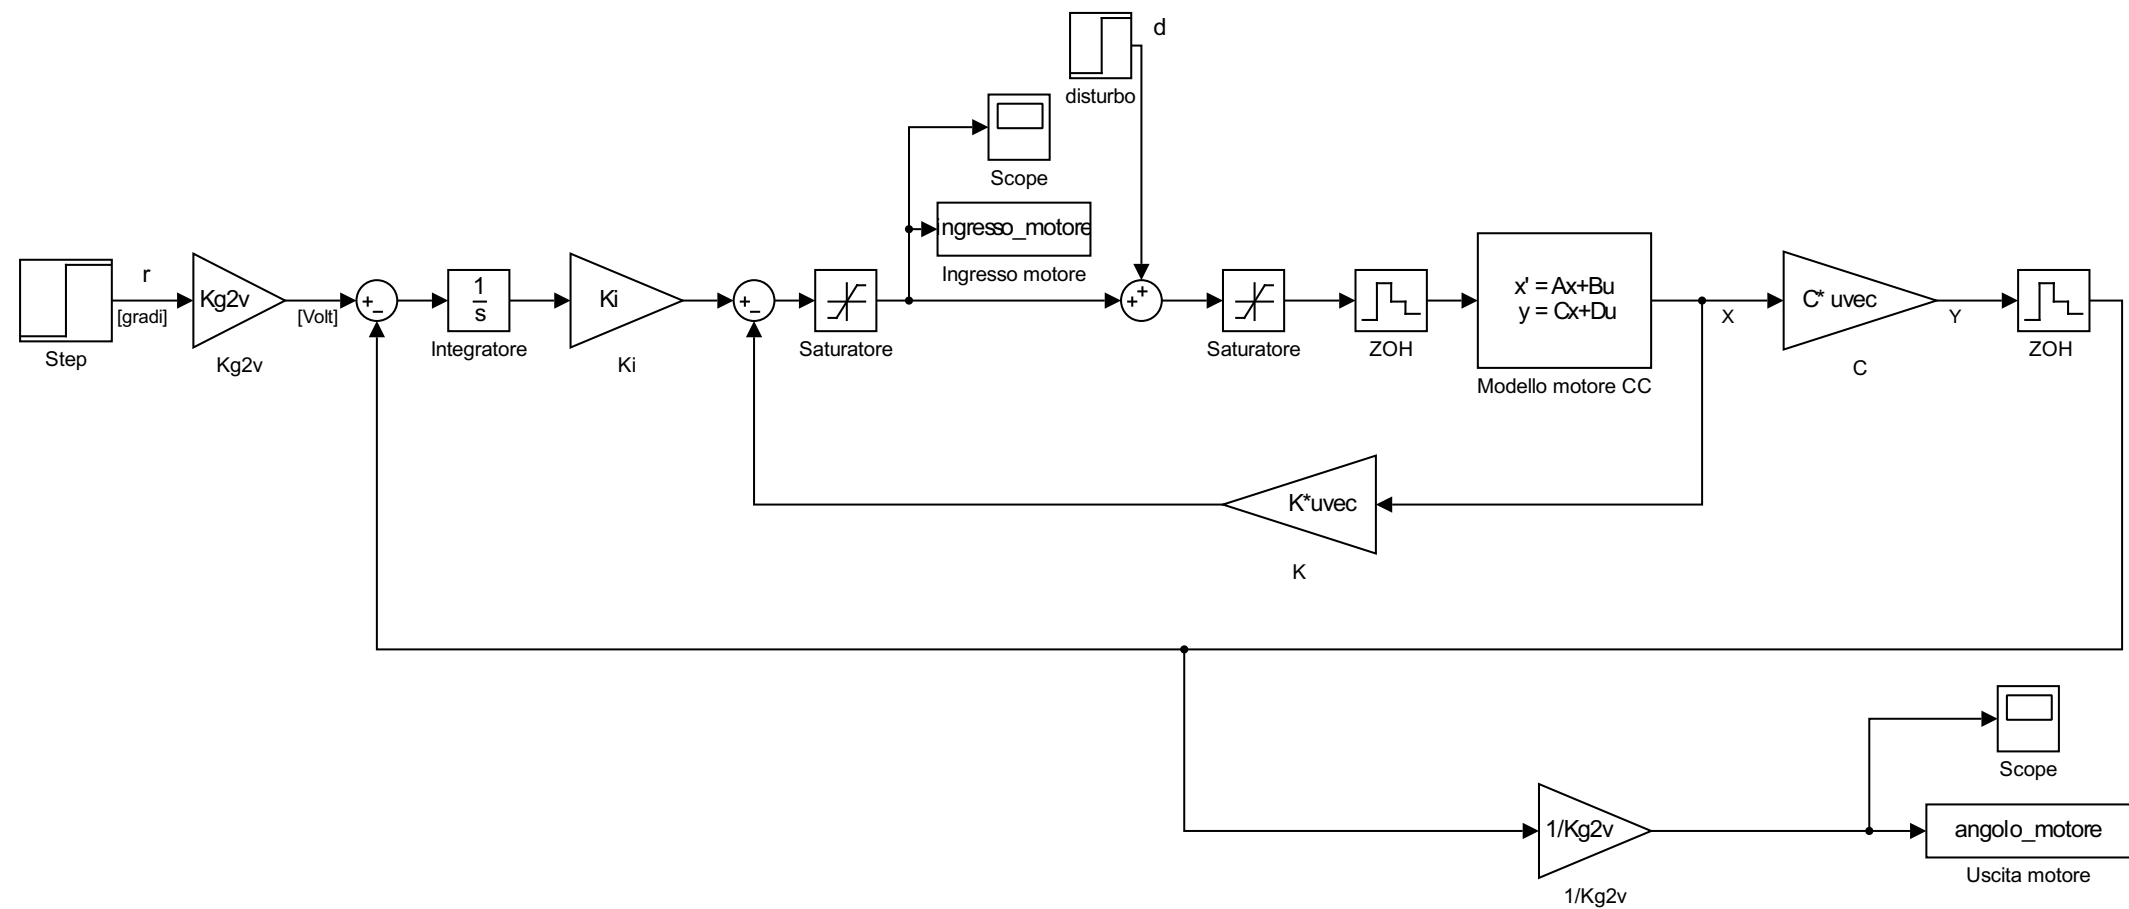 d
disturbo
Scope
ngresso_motore
Ingresso motore
r
[gradi]
Step
Kg2v
Kg2v
[Volt]
+
−
1
s
Integratore
Ki
Ki
+
−
Saturatore
+
+
Saturatore
ZOH
x' = Ax+Bu
y = Cx+Du
Modello motore CC
X
C* uvec
C
Y
ZOH
K*uvec
K
Scope
1/Kg2v
1/Kg2v
angolo_motore
Uscita motore